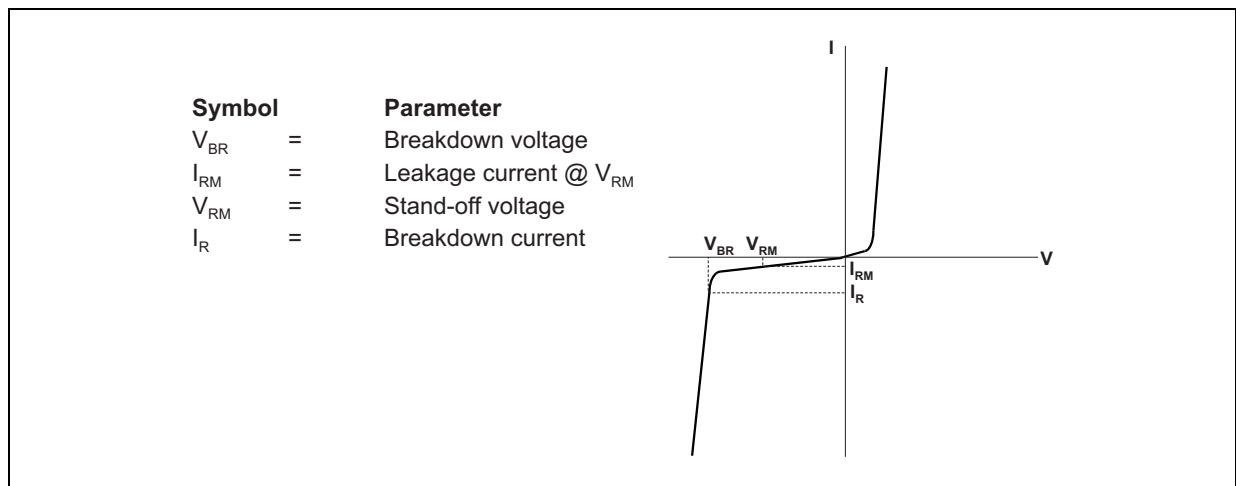 Symbol Parameter
V_BR = Breakdown voltage
I_RM = Leakage current @ V_RM
V_RM = Stand-off voltage
I_R = Breakdown current
I
V_BR V_RM
V
I_RM
I_R